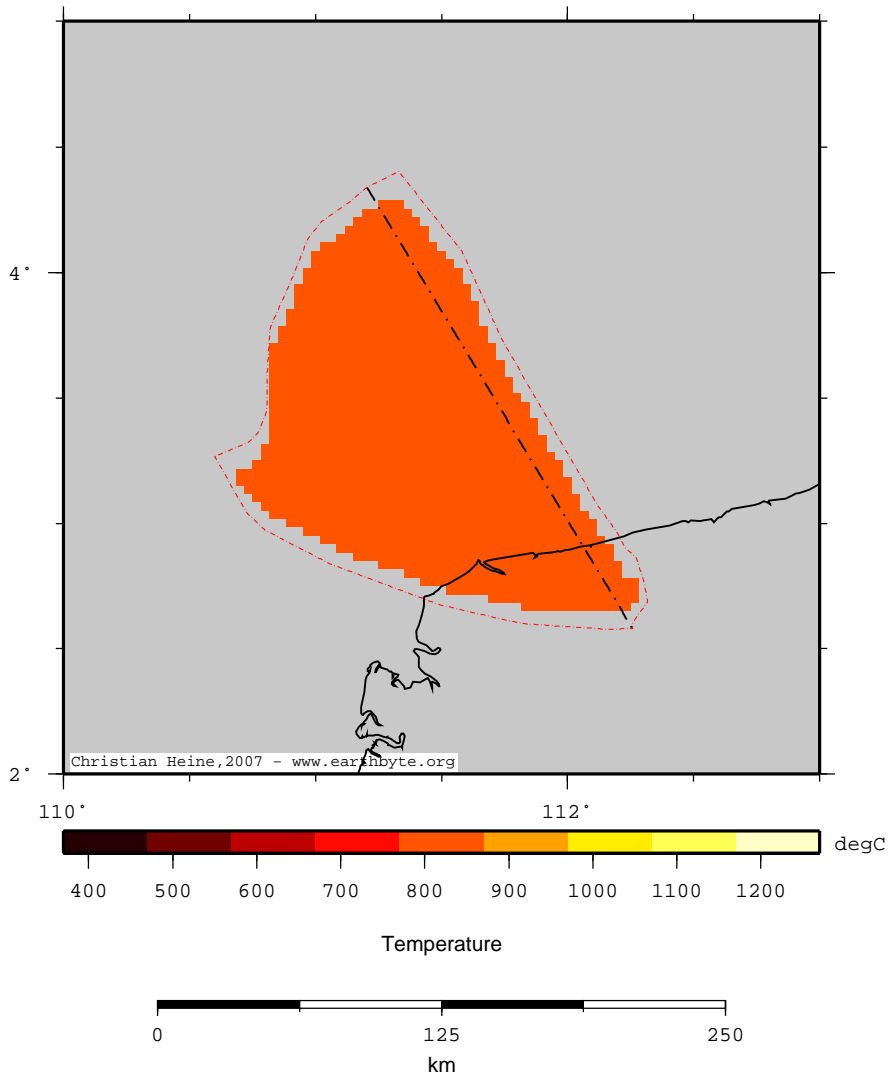 4°
2°
Christian Heine,2007 - www.earthbyte.org
110° 112°
degC
400 500 600 700 800 900 1000 1100 1200
Temperature
0 125 250
km